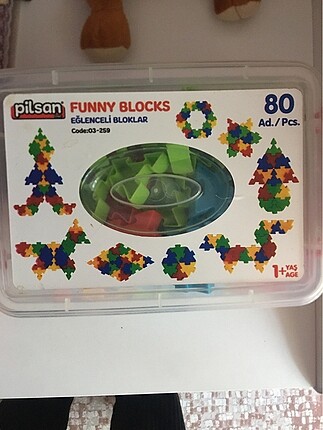 pilsan
FUNNY BLOCKS
EĞLENCELİ BLOKLAR
Code:03-259
80
Ad./Pcs.
1+ YAŞ
AGE